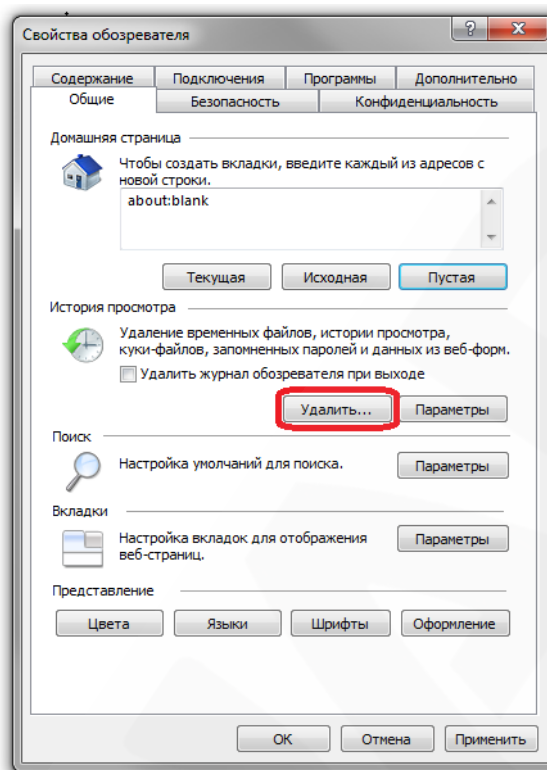 Свойства обозревателя
?
Содержание Подключения Программы Дополнительно
Общие Безопасность Конфиденциальность
Домашняя страница
Чтобы создать вкладки, введите каждый из адресов с
новой строки.
about:blank
Текущая Исходная Пустая
История просмотра
Удаление временных файлов, истории просмотра,
куки-файлов, запомненных паролей и данных из веб-форм.
Удалить журнал обозревателя при выходе
Удалить... Параметры
Поиск
Настройка умолчаний для поиска. Параметры
Вкладки
Настройка вкладок для отображения Параметры
веб-страниц.
Представление
Цвета Языки Шрифты Оформление
ОК Отмена Применить